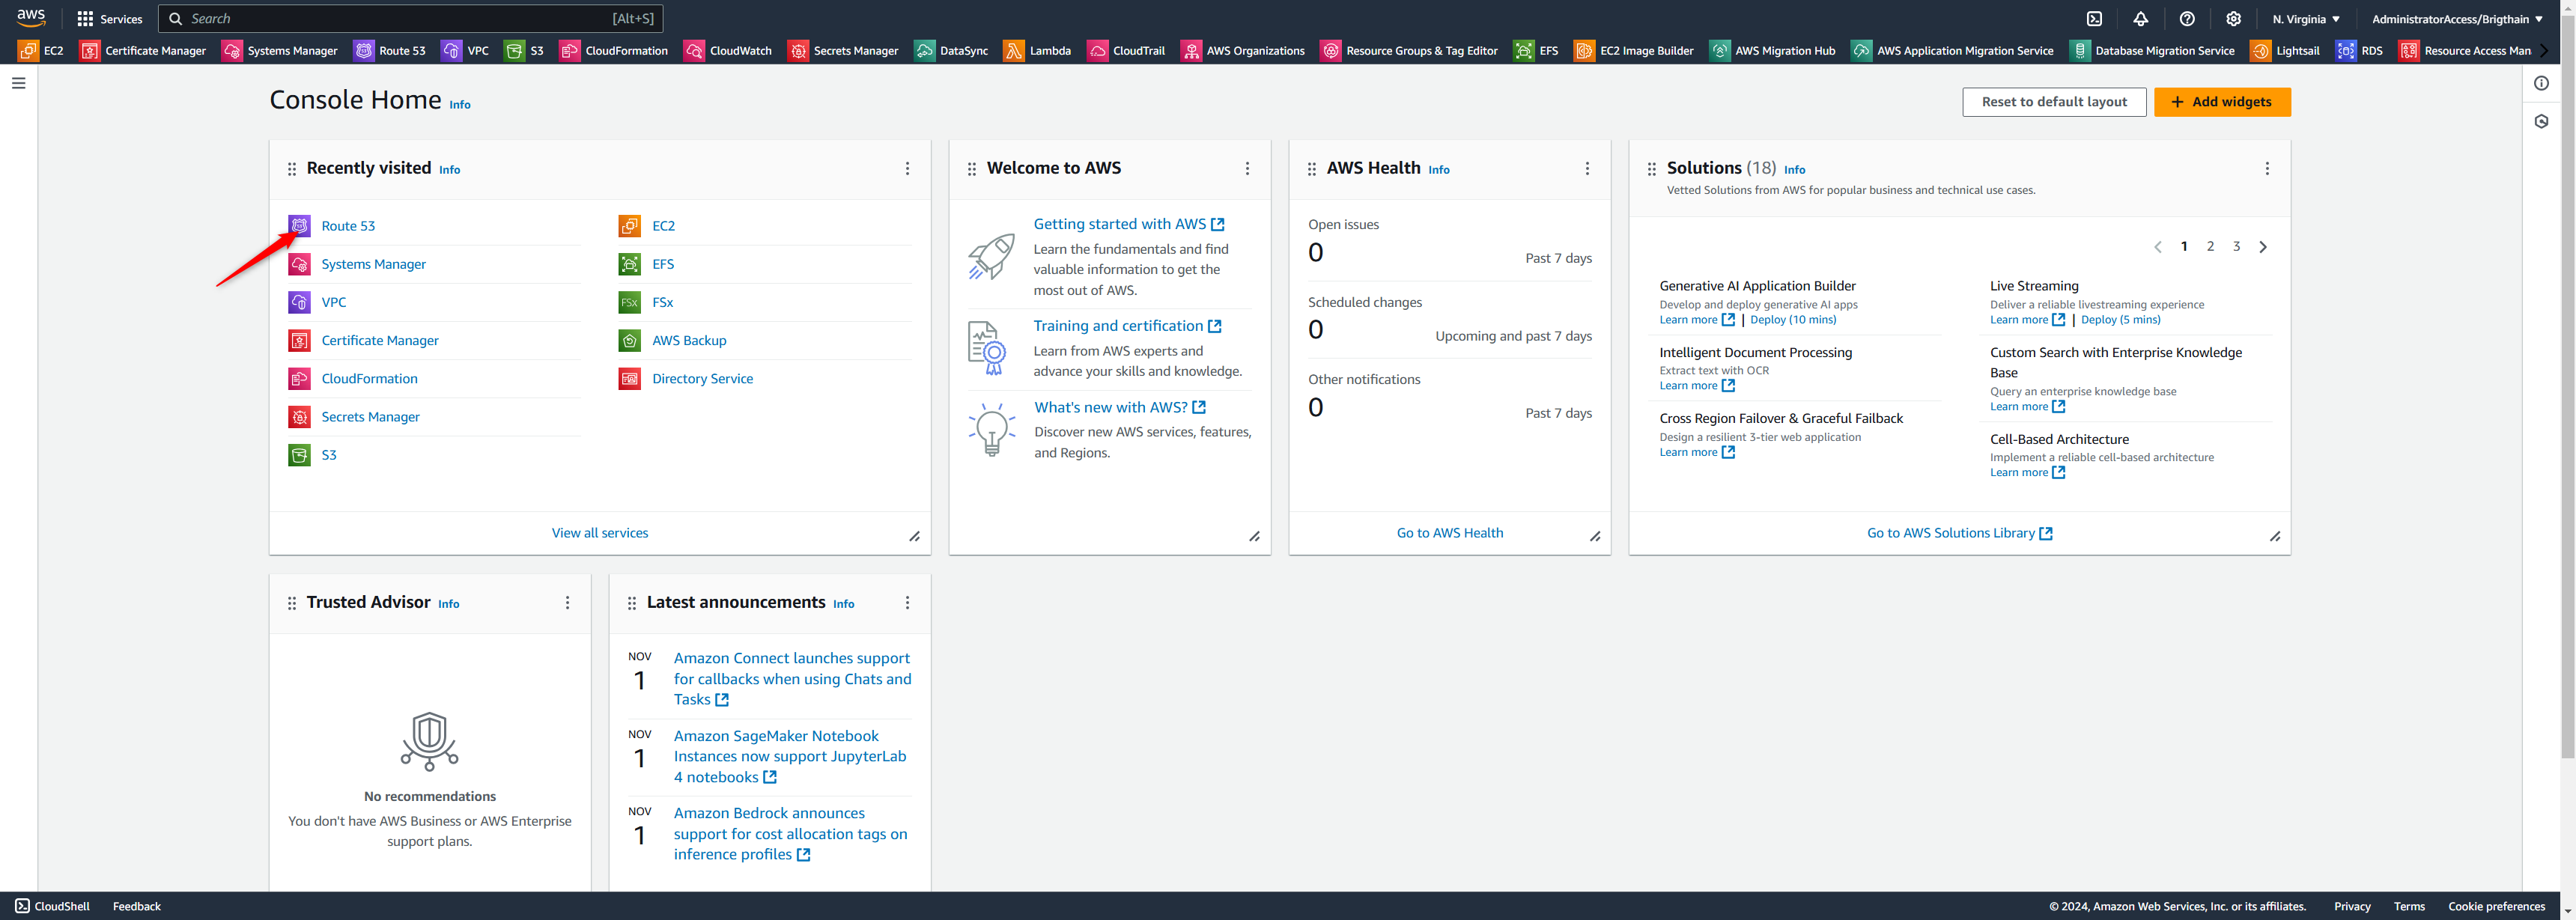 aws
Services
Search [Alt+S]
N. Virginia ▼
AdministratorAccess/Brigthain ▼
EC2
Certificate Manager
Systems Manager
Route 53
VPC
S3
CloudFormation
CloudWatch
Secrets Manager
DataSync
Lambda
CloudTrail
AWS Organizations
Resource Groups & Tag Editor
EFS
EC2 Image Builder
AWS Migration Hub
AWS Application Migration Service
Database Migration Service
Lightsail
RDS
Resource Access Man
Console Home Info
Reset to default layout
+ Add widgets
Recently visited Info
Route 53
Systems Manager
VPC
Certificate Manager
CloudFormation
Secrets Manager
S3
EC2
EFS
FSx
FSx
AWS Backup
Directory Service
View all services
Welcome to AWS
Getting started with AWS
Learn the fundamentals and find
valuable information to get the
most out of AWS.
Training and certification
Learn from AWS experts and
advance your skills and knowledge.
What's new with AWS?
Discover new AWS services, features,
and Regions.
AWS Health Info
Open issues
0
Past 7 days
Scheduled changes
0
Upcoming and past 7 days
Other notifications
0
Past 7 days
Go to AWS Health
Solutions (18) Info
Vetted Solutions from AWS for popular business and technical use cases.
1 2 3
Generative AI Application Builder
Develop and deploy generative AI apps
Learn more | Deploy (10 mins)
Intelligent Document Processing
Extract text with OCR
Learn more
Cross Region Failover & Graceful Failback
Design a resilient 3-tier web application
Learn more
Live Streaming
Deliver a reliable livestreaming experience
Learn more | Deploy (5 mins)
Custom Search with Enterprise Knowledge
Base
Query an enterprise knowledge base
Learn more
Cell-Based Architecture
Implement a reliable cell-based architecture
Learn more
Go to AWS Solutions Library
Trusted Advisor Info
No recommendations
You don't have AWS Business or AWS Enterprise
support plans.
Latest announcements Info
NOV
1
Amazon Connect launches support
for callbacks when using Chats and
Tasks
NOV
1
Amazon SageMaker Notebook
Instances now support JupyterLab
4 notebooks
NOV
1
Amazon Bedrock announces
support for cost allocation tags on
inference profiles
CloudShell
Feedback
© 2024, Amazon Web Services, Inc. or its affiliates.
Privacy
Terms
Cookie preferences